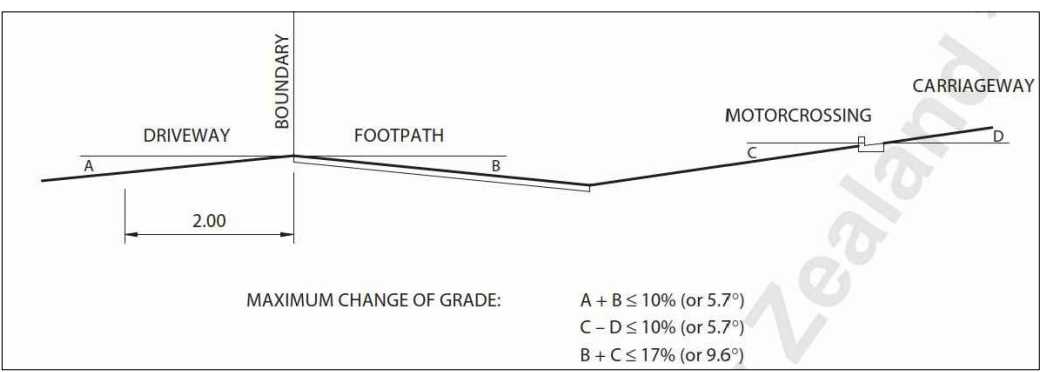 CARRIAGEWAY
BOUNDARY
MOTORCROSSING
DRIVEWAY
FOOTPATH
A
B
C
D
2.00
MAXIMUM CHANGE OF GRADE:
A + B ≤ 10% (or 5.7°)
C – D ≤ 10% (or 5.7°)
B + C ≤ 17% (or 9.6°)
Zealand